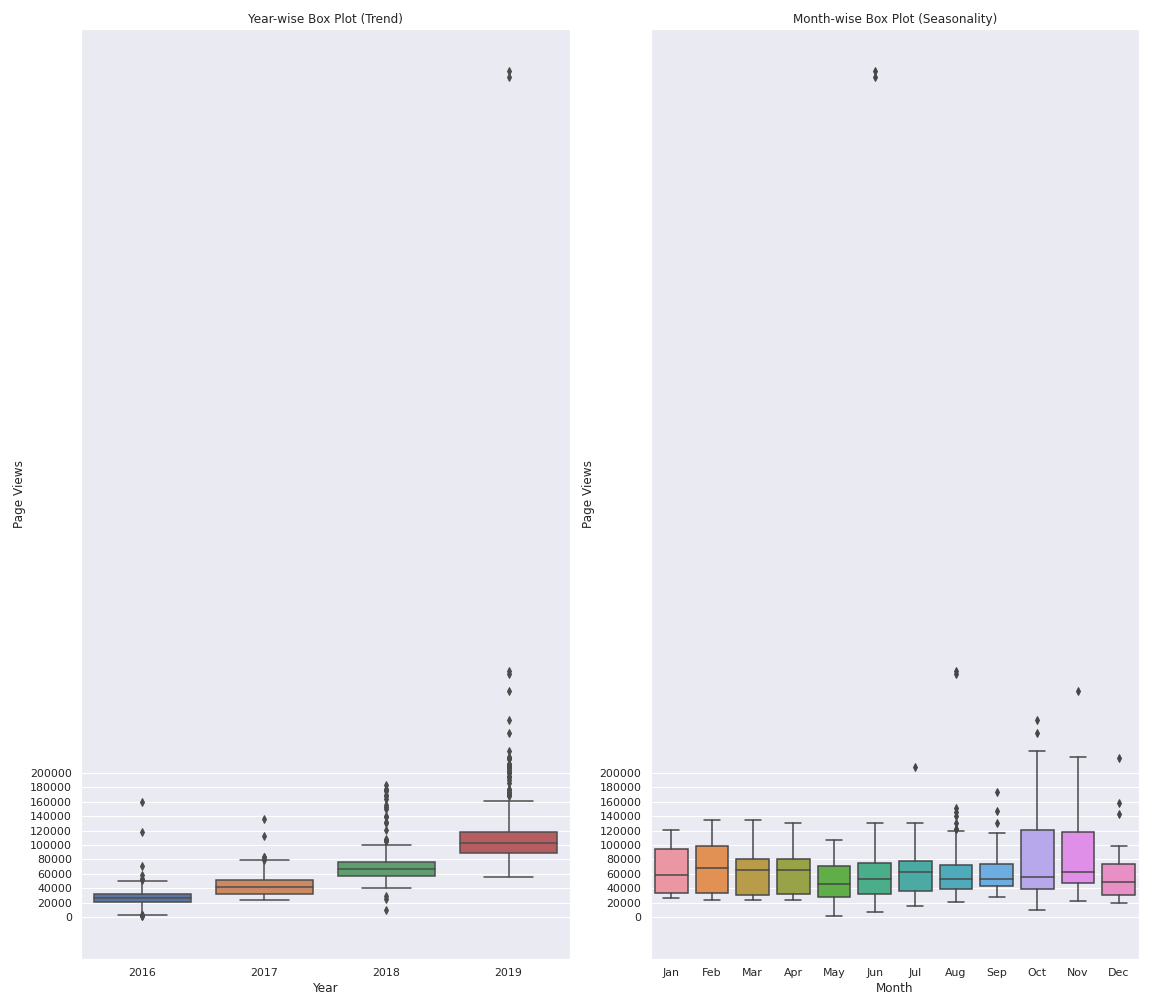 Year-wise Box Plot (Trend)
Page Views
200000
180000
160000
140000
120000
100000
80000
60000
40000
20000
0
2016 2017 2018 2019
Year
Month-wise Box Plot (Seasonality)
Page Views
200000
180000
160000
140000
120000
100000
80000
60000
40000
20000
0
Jan Feb Mar Apr May Jun Jul Aug Sep Oct Nov Dec
Month